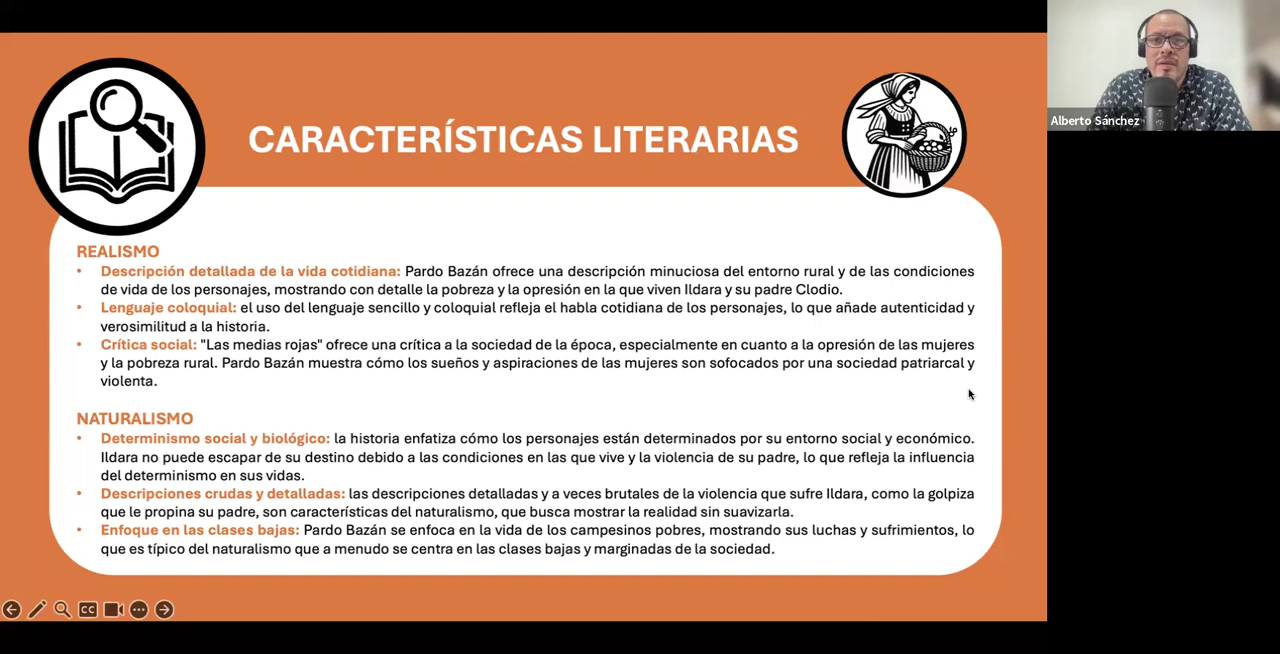 CARACTERÍSTICAS LITERARIAS
Alberto Sánchez
REALISMO
• Descripción detallada de la vida cotidiana: Pardo Bazán ofrece una descripción minuciosa del entorno rural y de las condiciones
de vida de los personajes, mostrando con detalle la pobreza y la opresión en la que viven Ildara y su padre Clodio.
• Lenguaje coloquial: el uso del lenguaje sencillo y coloquial refleja el habla cotidiana de los personajes, lo que añade autenticidad y
verosimilitud a la historia.
• Crítica social: "Las medias rojas" ofrece una crítica a la sociedad de la época, especialmente en cuanto a la opresión de las mujeres
y la pobreza rural. Pardo Bazán muestra cómo los sueños y aspiraciones de las mujeres son sofocados por una sociedad patriarcal y
violenta.
NATURALISMO
• Determinismo social y biológico: la historia enfatiza cómo los personajes están determinados por su entorno social y económico.
Ildara no puede escapar de su destino debido a las condiciones en las que vive y la violencia de su padre, lo que refleja la influencia
del determinismo en sus vidas.
• Descripciones crudas y detalladas: las descripciones detalladas y a veces brutales de la violencia que sufre Ildara, como la golpiza
que le propina su padre, son características del naturalismo, que busca mostrar la realidad sin suavizarla.
• Enfoque en las clases bajas: Pardo Bazán se enfoca en la vida de los campesinos pobres, mostrando sus luchas y sufrimientos, lo
que es típico del naturalismo que a menudo se centra en las clases bajas y marginadas de la sociedad.
CC